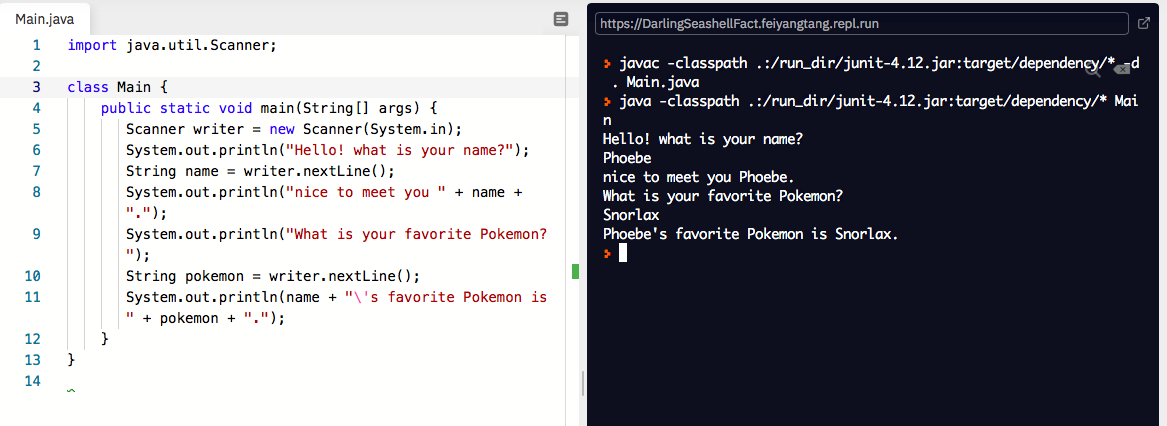 Main.java
1 import java.util.Scanner;
2
3 class Main {
4 public static void main(String[] args) {
5 Scanner writer = new Scanner(System.in);
6 System.out.println("Hello! what is your name?");
7 String name = writer.nextLine();
8 System.out.println("nice to meet you " + name +
".");
9 System.out.println("What is your favorite Pokemon?
");
10 String pokemon = writer.nextLine();
11 System.out.println(name + "\'s favorite Pokemon is
" + pokemon + ".");
12 }
13 }
14
https://DarlingSeashellFact.feiyangtang.repl.run
javac -classpath .:/run_dir/junit-4.12.jar:target/dependency/* -d
. Main.java
java -classpath .:/run_dir/junit-4.12.jar:target/dependency/* Mai
n
Hello! what is your name?
Phoebe
nice to meet you Phoebe.
What is your favorite Pokemon?
Snorlax
Phoebe's favorite Pokemon is Snorlax.